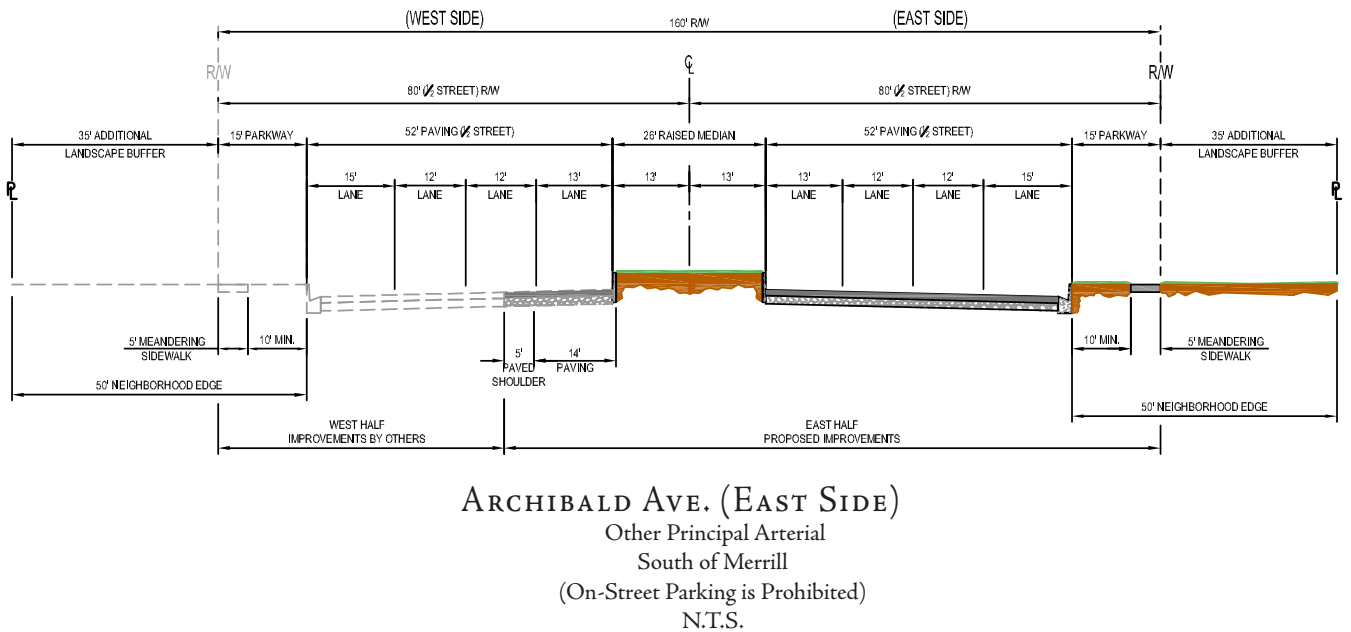 (WEST SIDE) (EAST SIDE)
160' R/W
R/W ℄ R/W
80' (½ STREET) R/W 80' (½ STREET) R/W
35' ADDITIONAL 15' PARKWAY 52' PAVING (½ STREET) 26' RAISED MEDIAN 52' PAVING (½ STREET) 15' PARKWAY 35' ADDITIONAL
LANDSCAPE BUFFER LANDSCAPE BUFFER
15' 12' 12' 13' 13' 13' 13' 12' 12' 15'
PL LANE LANE LANE LANE LANE LANE LANE LANE PL
5' MEANDERING 10' MIN. 10' MIN. 5' MEANDERING
SIDEWALK SIDEWALK
5' 14'
PAVED PAVING
SHOULDER
50' NEIGHBORHOOD EDGE
50' NEIGHBORHOOD EDGE
WEST HALF EAST HALF
IMPROVEMENTS BY OTHERS PROPOSED IMPROVEMENTS
ARCHIBALD AVE. (EAST SIDE)
Other Principal Arterial
South of Merrill
(On-Street Parking is Prohibited)
N.T.S.